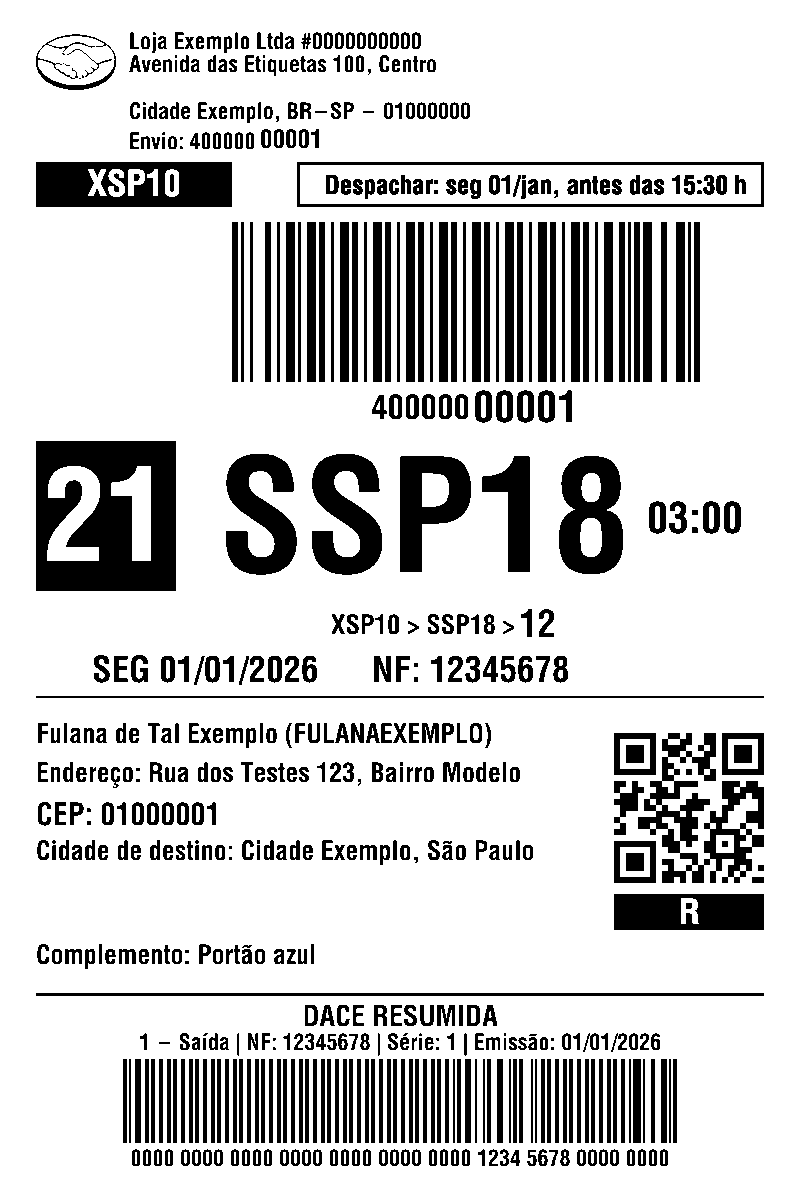 Loja Exemplo Ltda #0000000000
Avenida das Etiquetas 100, Centro
Cidade Exemplo, BR-SP - 01000000
Envio: 400000 00001
XSP10
Despachar: seg 01/jan, antes das 15:30 h
400000 00001
21
SSP18
03:00
XSP10 > SSP18 > 12
SEG 01/01/2026 NF: 12345678
Fulana de Tal Exemplo (FULANAEXEMPLO)
Endereço: Rua dos Testes 123, Bairro Modelo
CEP: 01000001
Cidade de destino: Cidade Exemplo, São Paulo
R
Complemento: Portão azul
DACE RESUMIDA
1 - Saída | NF: 12345678 | Série: 1 | Emissão: 01/01/2026
0000 0000 0000 0000 0000 0000 0000 1234 5678 0000 0000